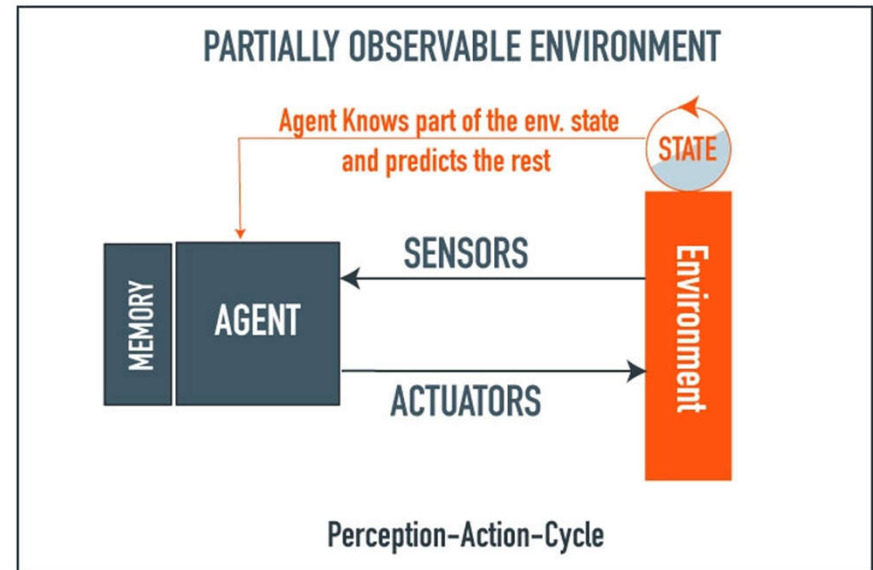 PARTIALLY OBSERVABLE ENVIRONMENT
Agent Knows part of the env. state
and predicts the rest
STATE
SENSORS
MEMORY
AGENT
Environment
ACTUATORS
Perception-Action-Cycle